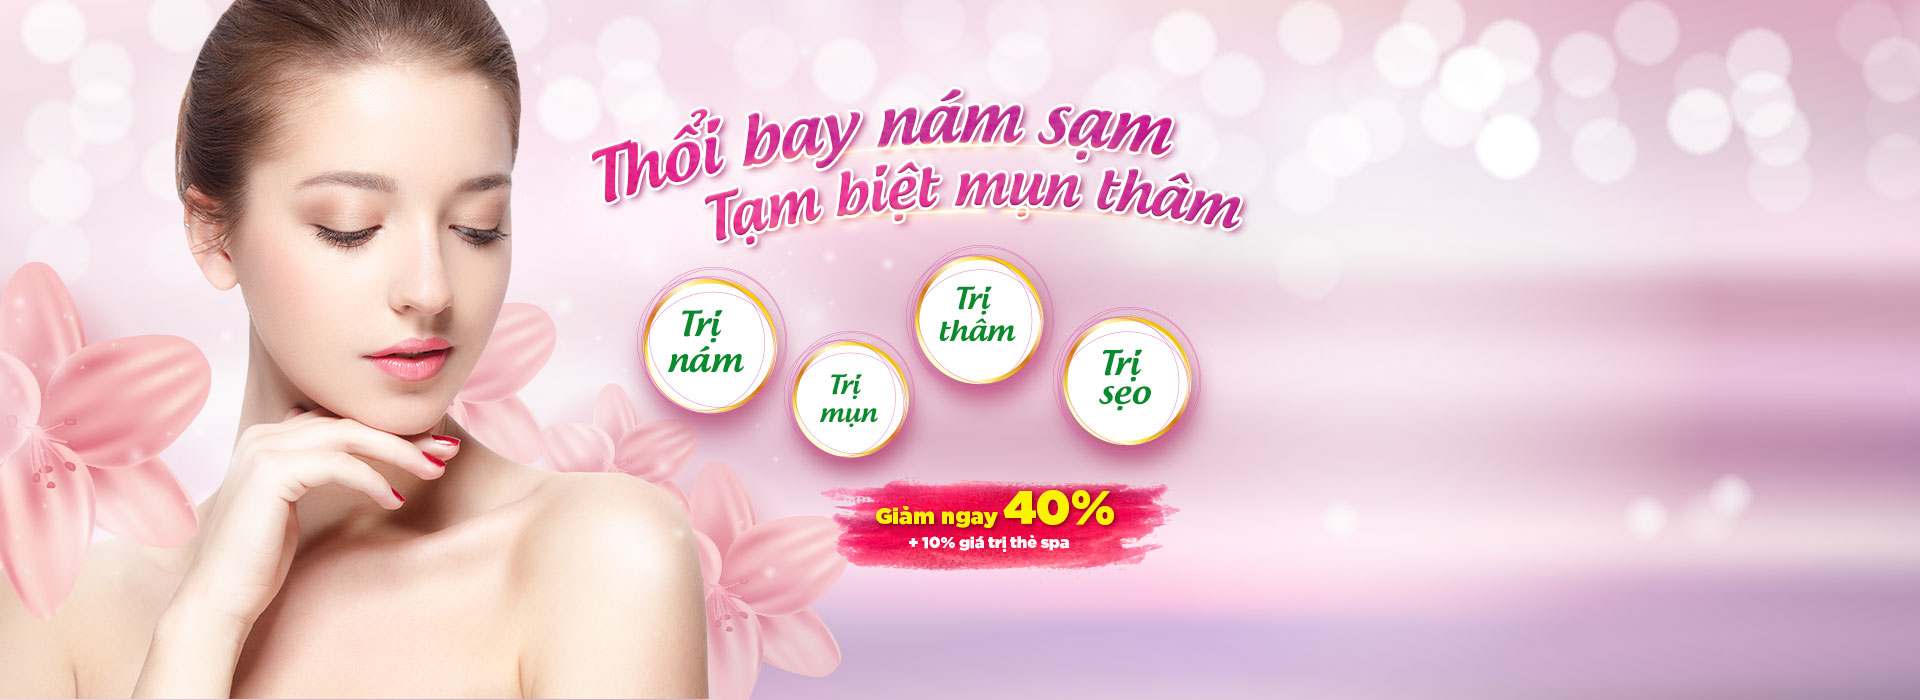 Thổi bay nám sạm
Tạm biệt mụn thâm
Trị
nám
Trị
mụn
Trị
thâm
Trị
sẹo
Giảm ngay 40%
+ 10% giá trị thẻ spa